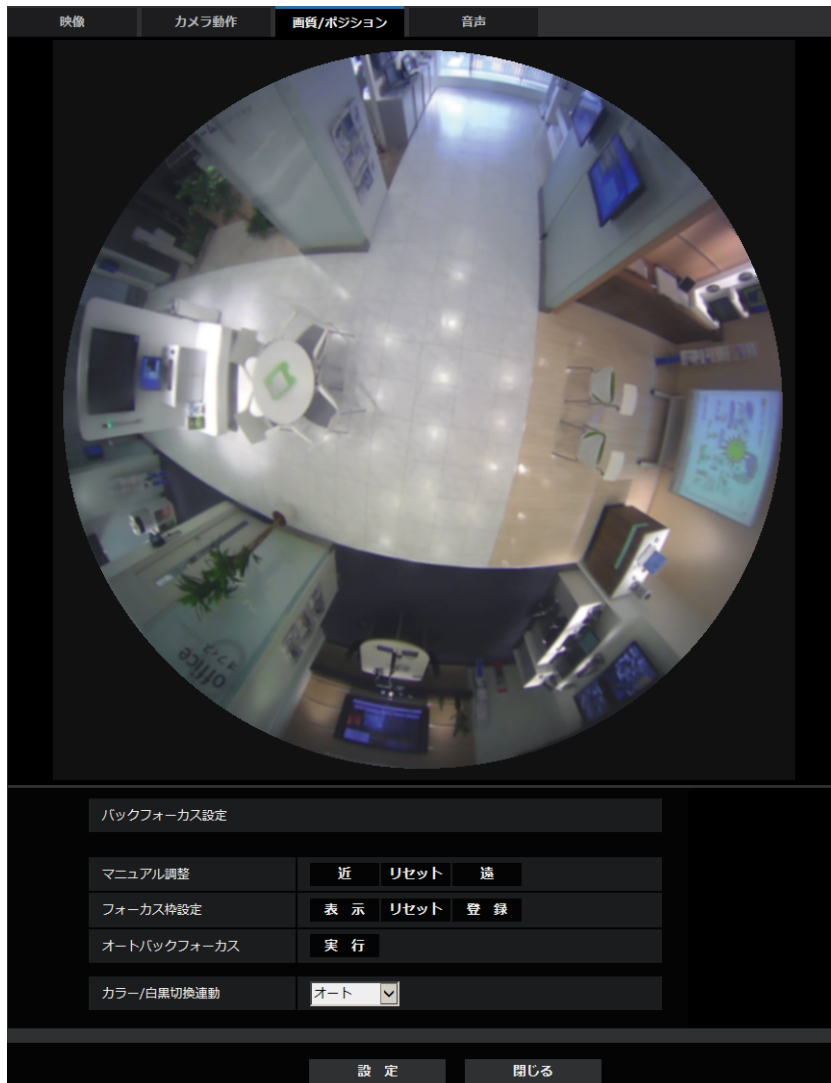 映像 カメラ動作 画質/ポジション 音声
office
オフィス
バックフォーカス設定
マニュアル調整 近 リセット 遠
フォーカス枠設定 表 示 リセット 登 録
オートバックフォーカス 実 行
カラー/白黒切換連動 オート
設 定 閉じる